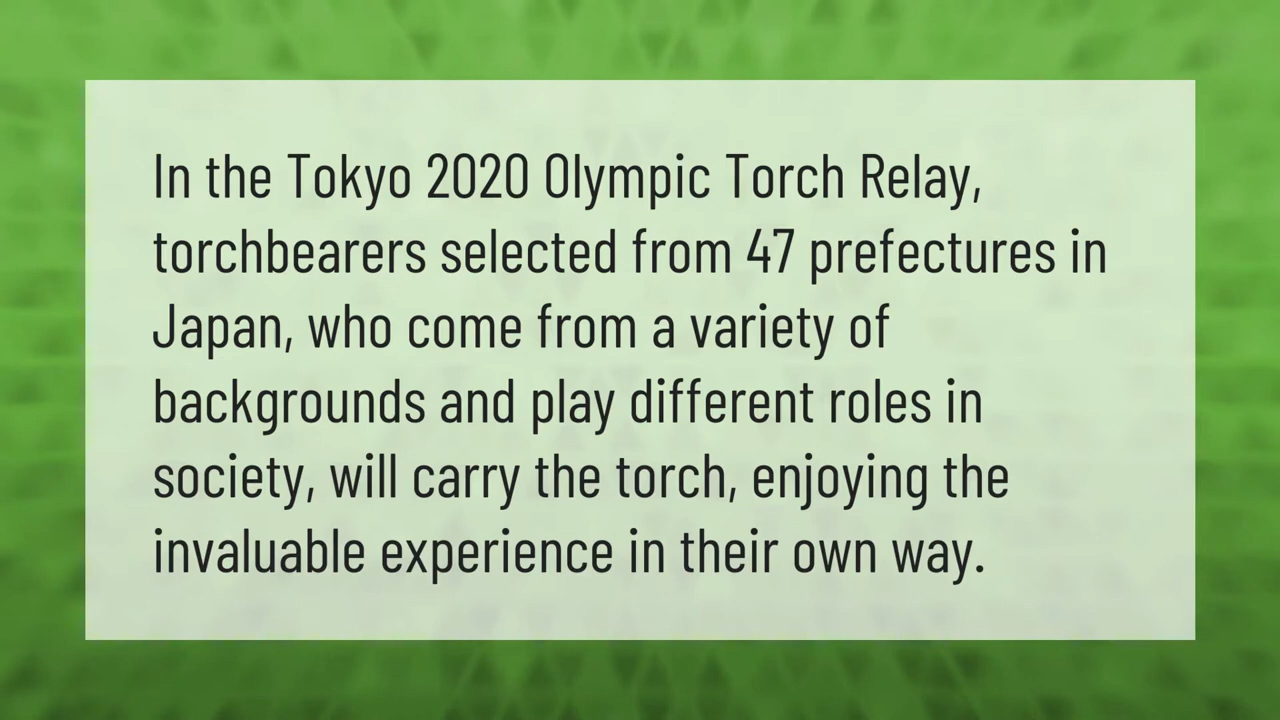 In the Tokyo 2020 Olympic Torch Relay,
torchbearers selected from 47 prefectures in
Japan, who come from a variety of
backgrounds and play different roles in
society, will carry the torch, enjoying the
invaluable experience in their own way.